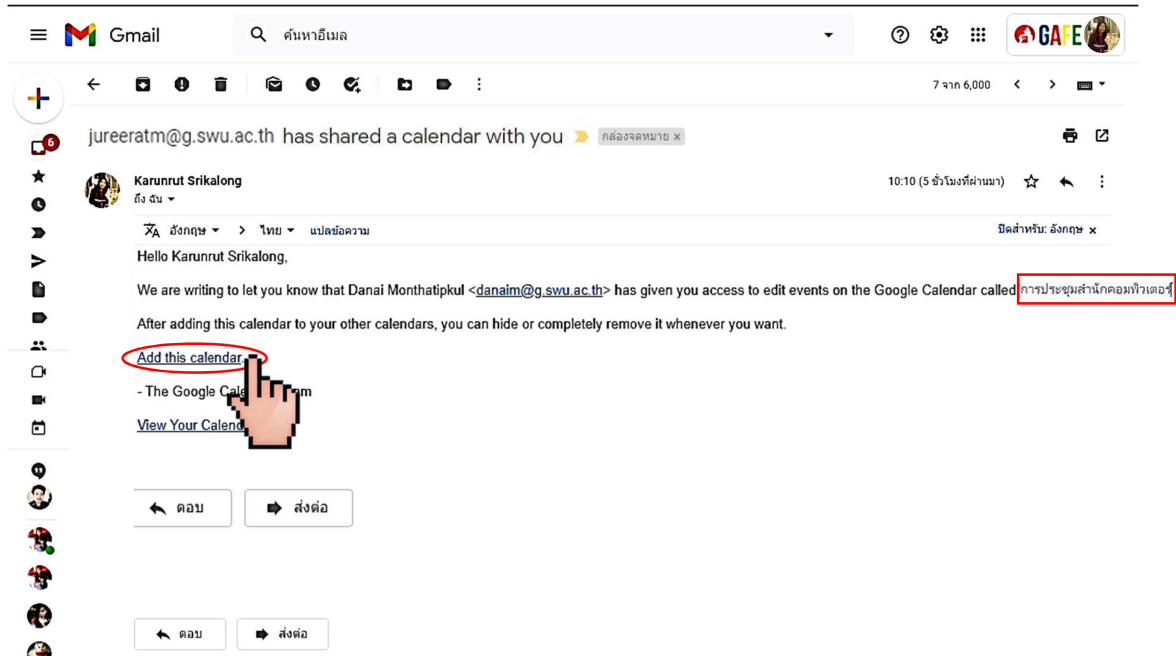 Gmail
ค้นหาอีเมล
GAFE
7 จาก 6,000
6
jureeratm@g.swu.ac.th has shared a calendar with you
กล่องจดหมาย x
Karunrut Srikalong
10:10 (5 ชั่วโมงที่ผ่านมา)
ถึง ฉัน
อังกฤษ > ไทย แปลข้อความ
ปิดสำหรับ: อังกฤษ x
Hello Karunrut Srikalong,
We are writing to let you know that Danai Monthatipkul <danaim@g.swu.ac.th> has given you access to edit events on the Google Calendar called การประชุมสำนักคอมพิวเตอร์
After adding this calendar to your other calendars, you can hide or completely remove it whenever you want.
Add this calendar.
- The Google
View Your
ตอบ
ส่งต่อ
ตอบ
ส่งต่อ